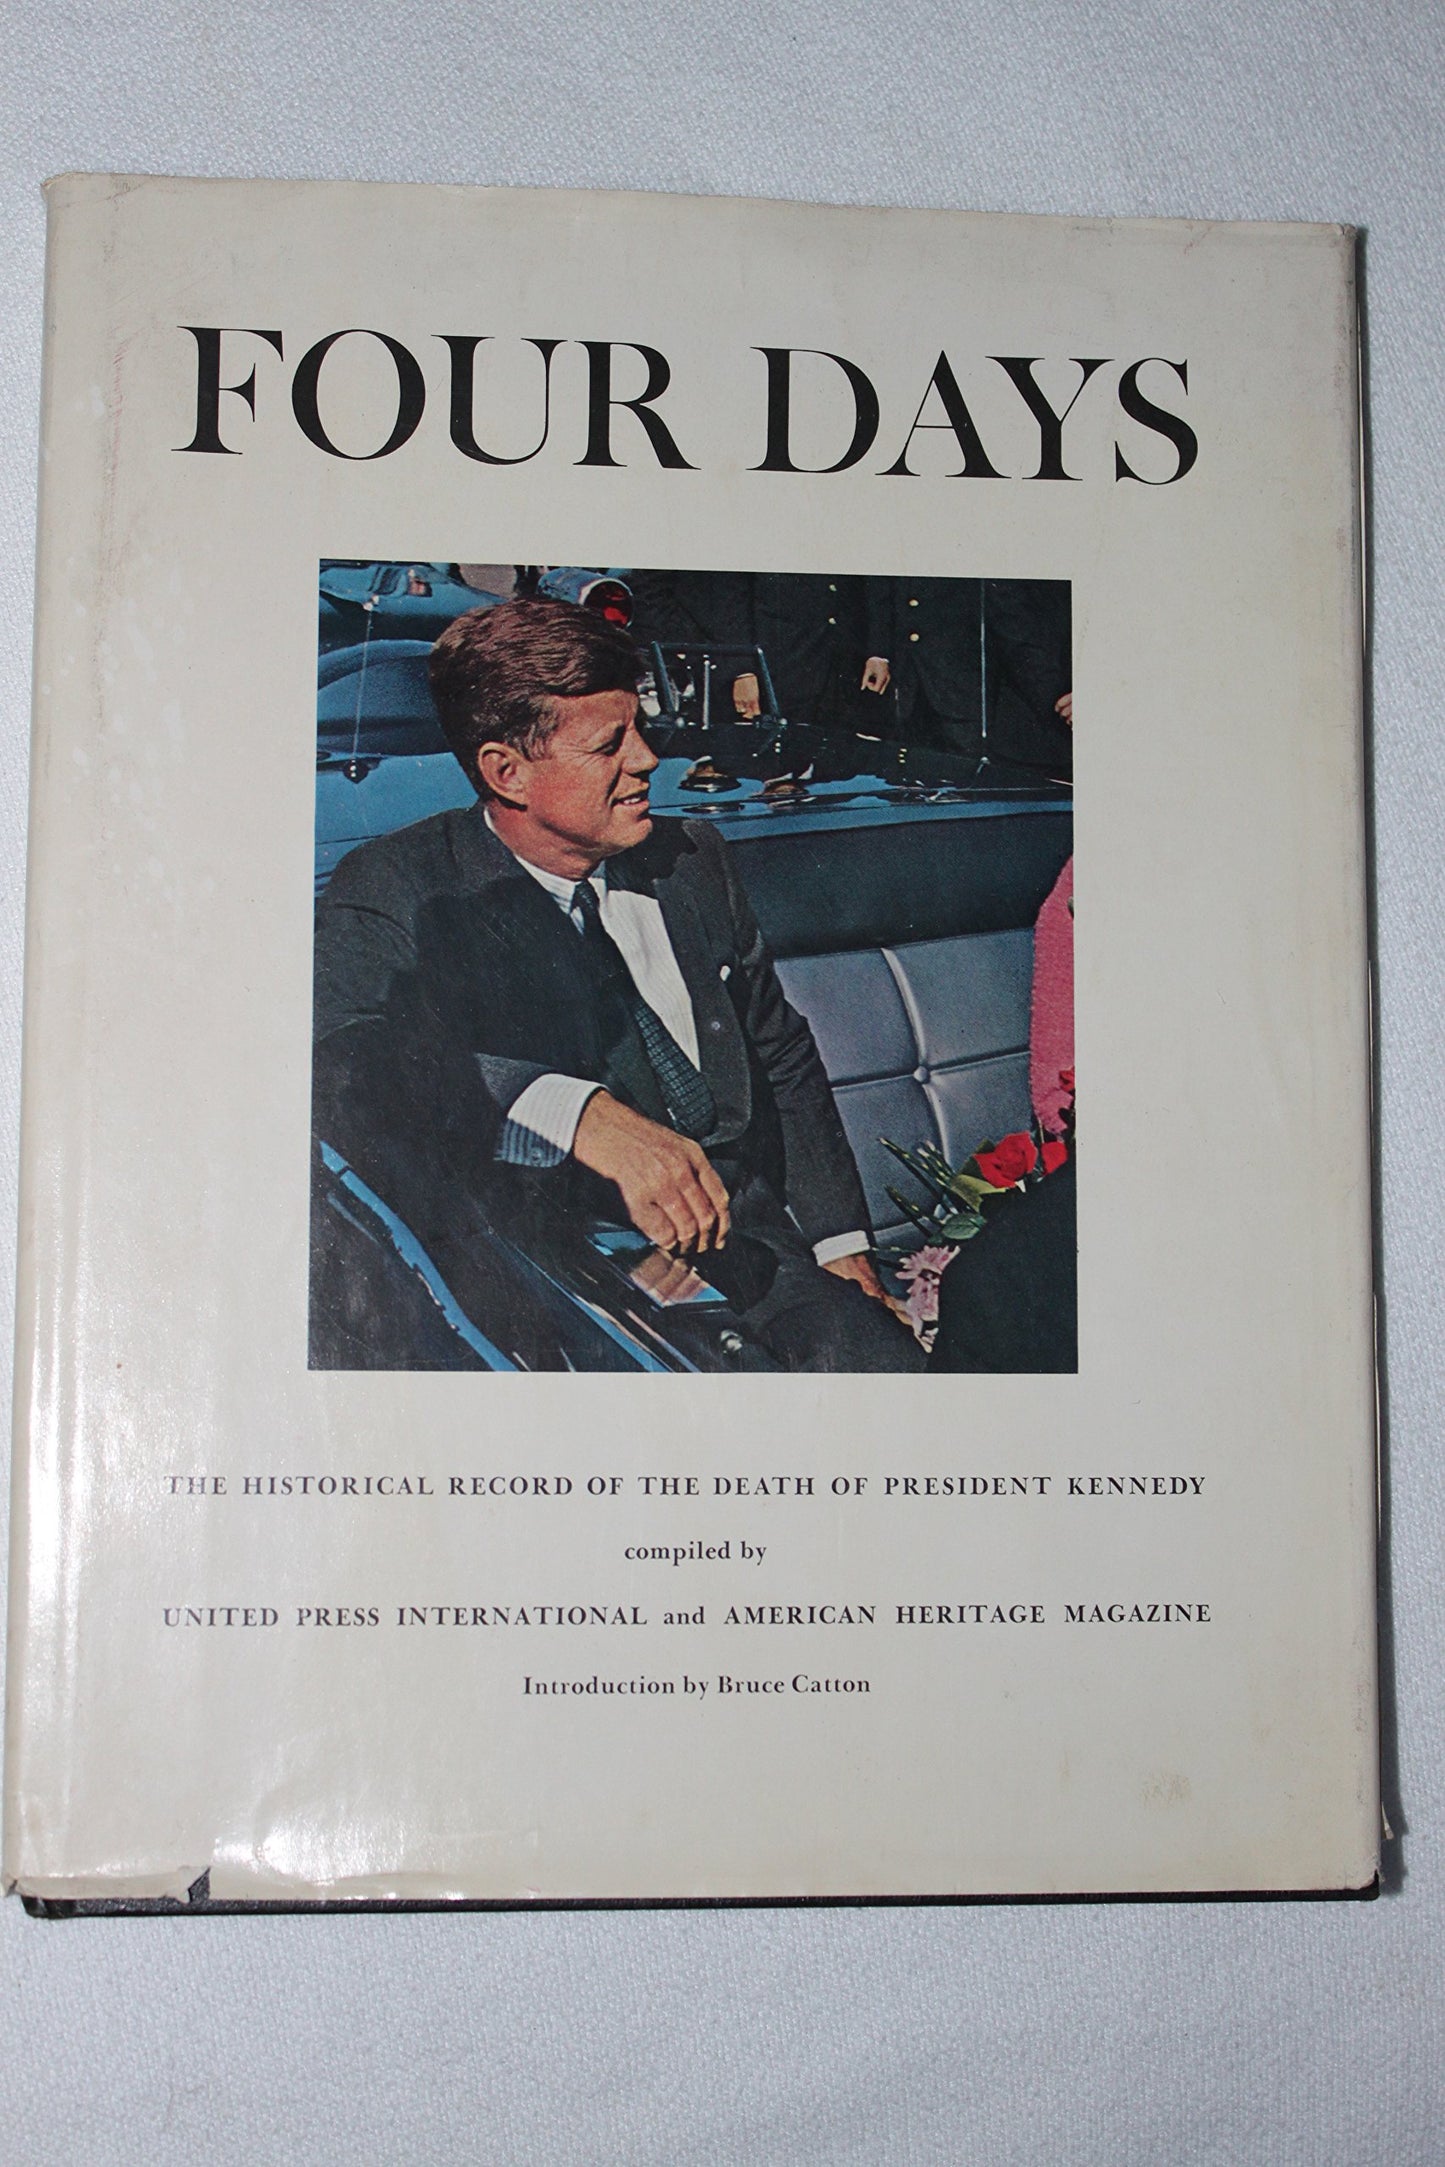 FOUR DAYS
THE HISTORICAL RECORD OF THE DEATH OF PRESIDENT KENNEDY
compiled by
UNITED PRESS INTERNATIONAL and AMERICAN HERITAGE MAGAZINE
Introduction by Bruce Catton